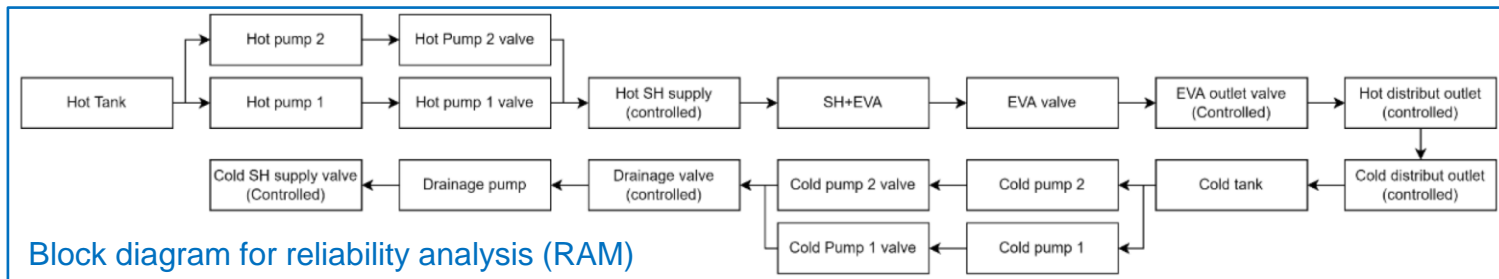 Hot pump 2
Hot Pump 2 valve
Hot Tank
Hot pump 1
Hot pump 1 valve
Hot SH supply
(controlled)
SH+EVA
EVA valve
EVA outlet valve
(Controlled)
Hot distribut outlet
(controlled)
Cold SH supply valve
(Controlled)
Drainage pump
Drainage valve
(controlled)
Cold pump 2 valve
Cold pump 2
Cold tank
Cold distribut outlet
(controlled)
Cold Pump 1 valve
Cold pump 1
Block diagram for reliability analysis (RAM)